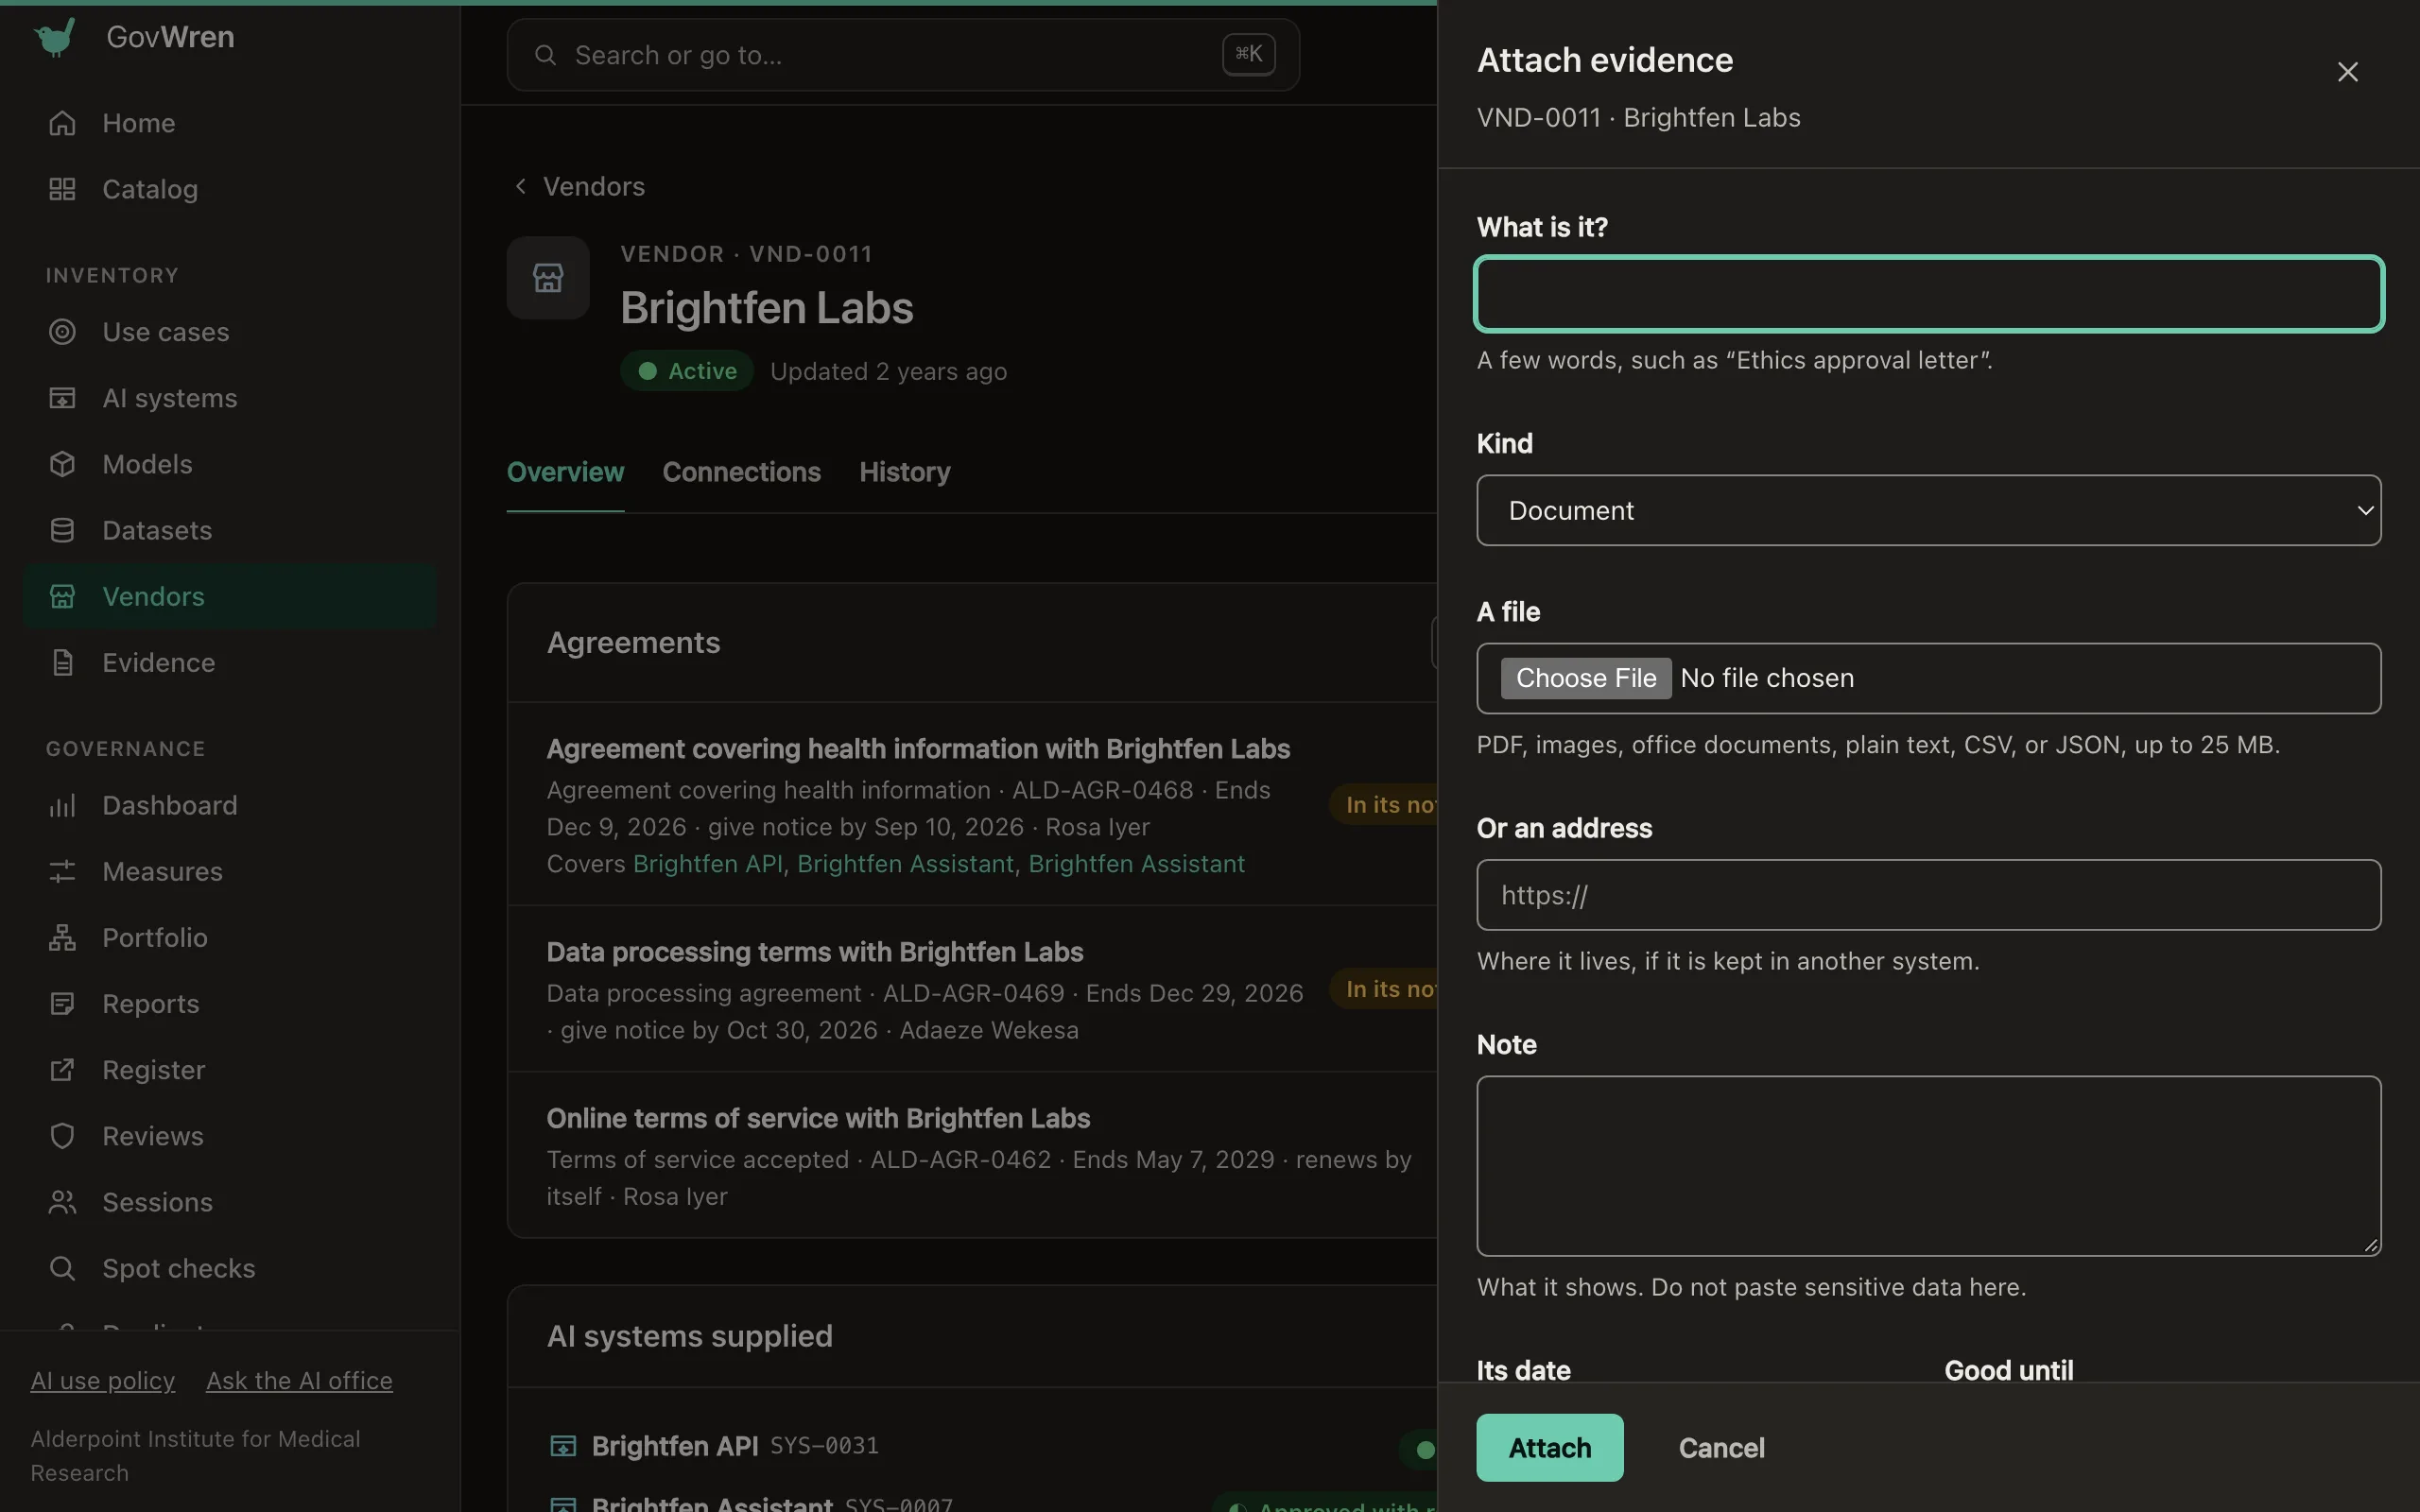 GovWren
Home
Catalog
INVENTORY
Use cases
AI systems
Models
Datasets
Vendors
Evidence
GOVERNANCE
Dashboard
Measures
Portfolio
Reports
Register
Reviews
Sessions
Spot checks
AI use policy
Ask the AI office
Alderpoint Institute for Medical
Research
Search or go to...
⌘K
Vendors
VENDOR · VND-0011
Brightfen Labs
Active
Updated 2 years ago
Overview
Connections
History
Agreements
Agreement covering health information with Brightfen Labs
Agreement covering health information · ALD-AGR-0468 · Ends
Dec 9, 2026 · give notice by Sep 10, 2026 · Rosa Iyer
Covers Brightfen API, Brightfen Assistant, Brightfen Assistant
In its
Data processing terms with Brightfen Labs
Data processing agreement · ALD-AGR-0469 · Ends Dec 29, 2026
· give notice by Oct 30, 2026 · Adaeze Wekesa
In its
Online terms of service with Brightfen Labs
Terms of service accepted · ALD-AGR-0462 · Ends May 7, 2029 · renews by
itself · Rosa Iyer
AI systems supplied
Brightfen API SYS-0031
Brightfen Assistant SYS-0007
Approved with
Attach evidence
VND-0011 · Brightfen Labs
What is it?
A few words, such as “Ethics approval letter”.
Kind
Document
A file
Choose File No file chosen
PDF, images, office documents, plain text, CSV, or JSON, up to 25 MB.
Or an address
https://
Where it lives, if it is kept in another system.
Note
What it shows. Do not paste sensitive data here.
Its date
Good until
Attach
Cancel